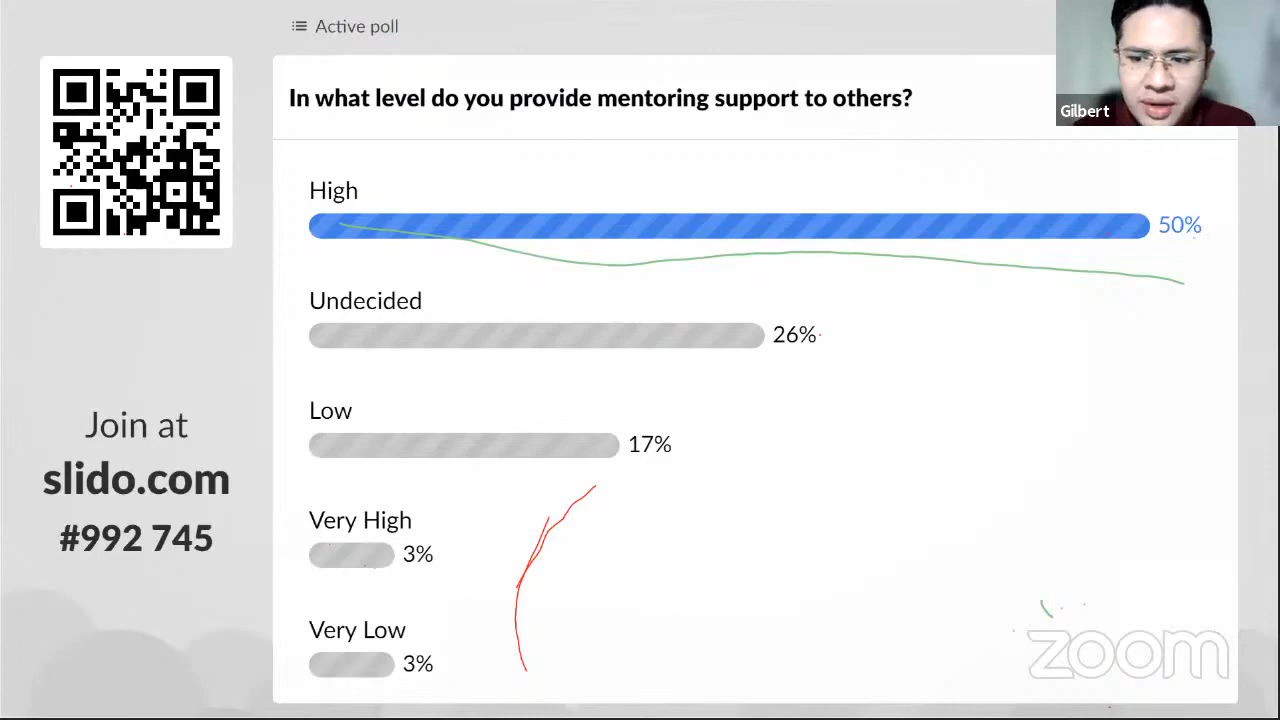 Active poll
In what level do you provide mentoring support to others?
Gilbert
High
50%
Undecided
26%
Low
17%
Very High
3%
Very Low
3%
Join at
slido.com
#992 745
zoom